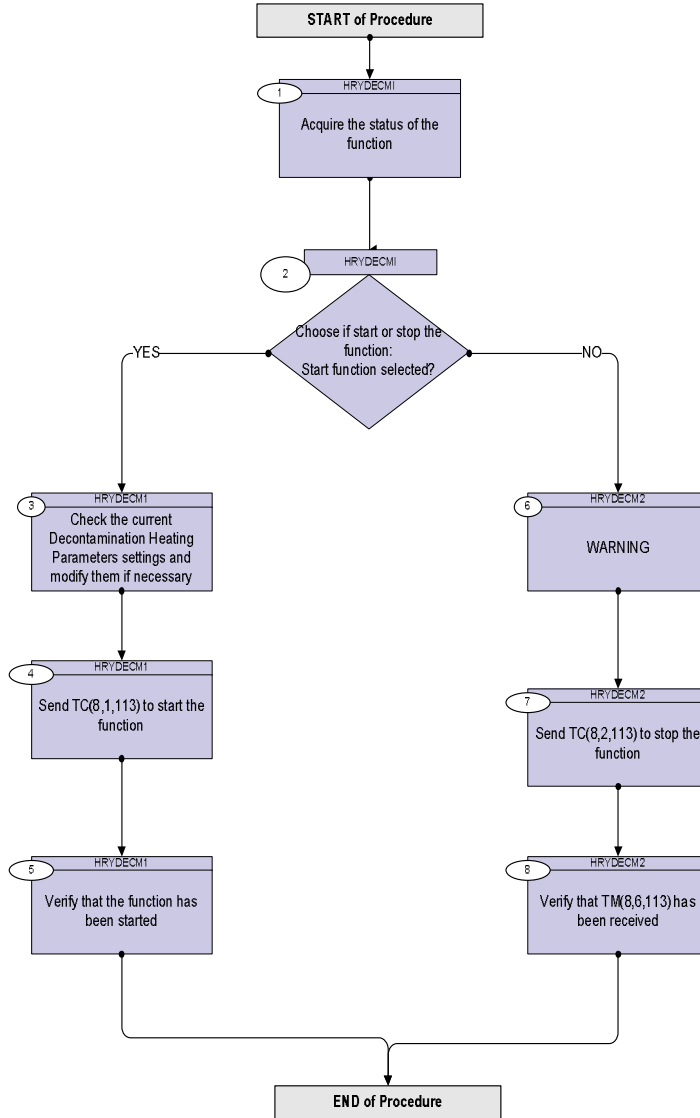 START of Procedure
HRYDECMI
1
Acquire the status of the
function
HRYDECMI
2
Choose if start or stop the
function:
Start function selected?
YES
NO
HRYDECM1
3
Check the current
Decontamination Heating
Parameters settings and
modify them if necessary
HRYDECM2
6
WARNING
HRYDECM1
4
Send TC(8,1,113) to start the
function
HRYDECM2
7
Send TC(8,2,113) to stop the
function
HRYDECM1
5
Verify that the function has
been started
HRYDECM2
8
Verify that TM(8,6,113) has
been received
END of Procedure